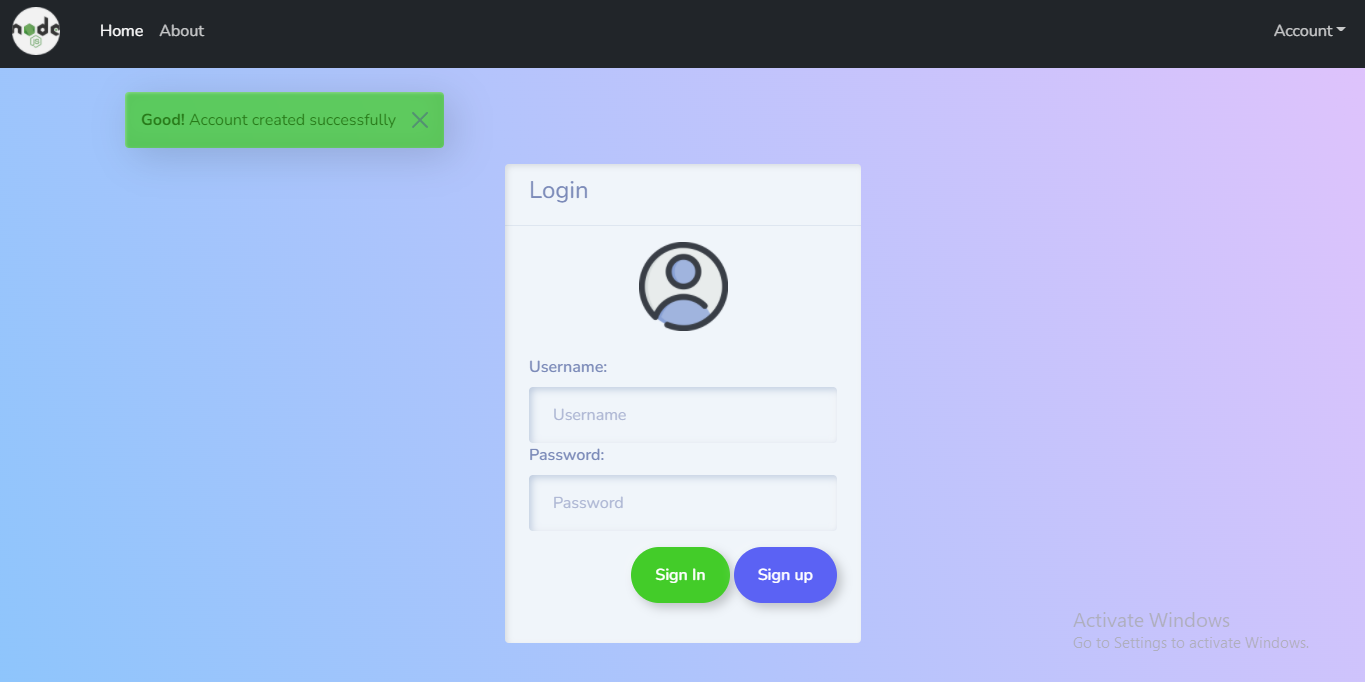 node
JS
Home About Account
Good! Account created successfully
Login
Username:
Username
Password:
Password
Sign In Sign up
Activate Windows
Go to Settings to activate Windows.